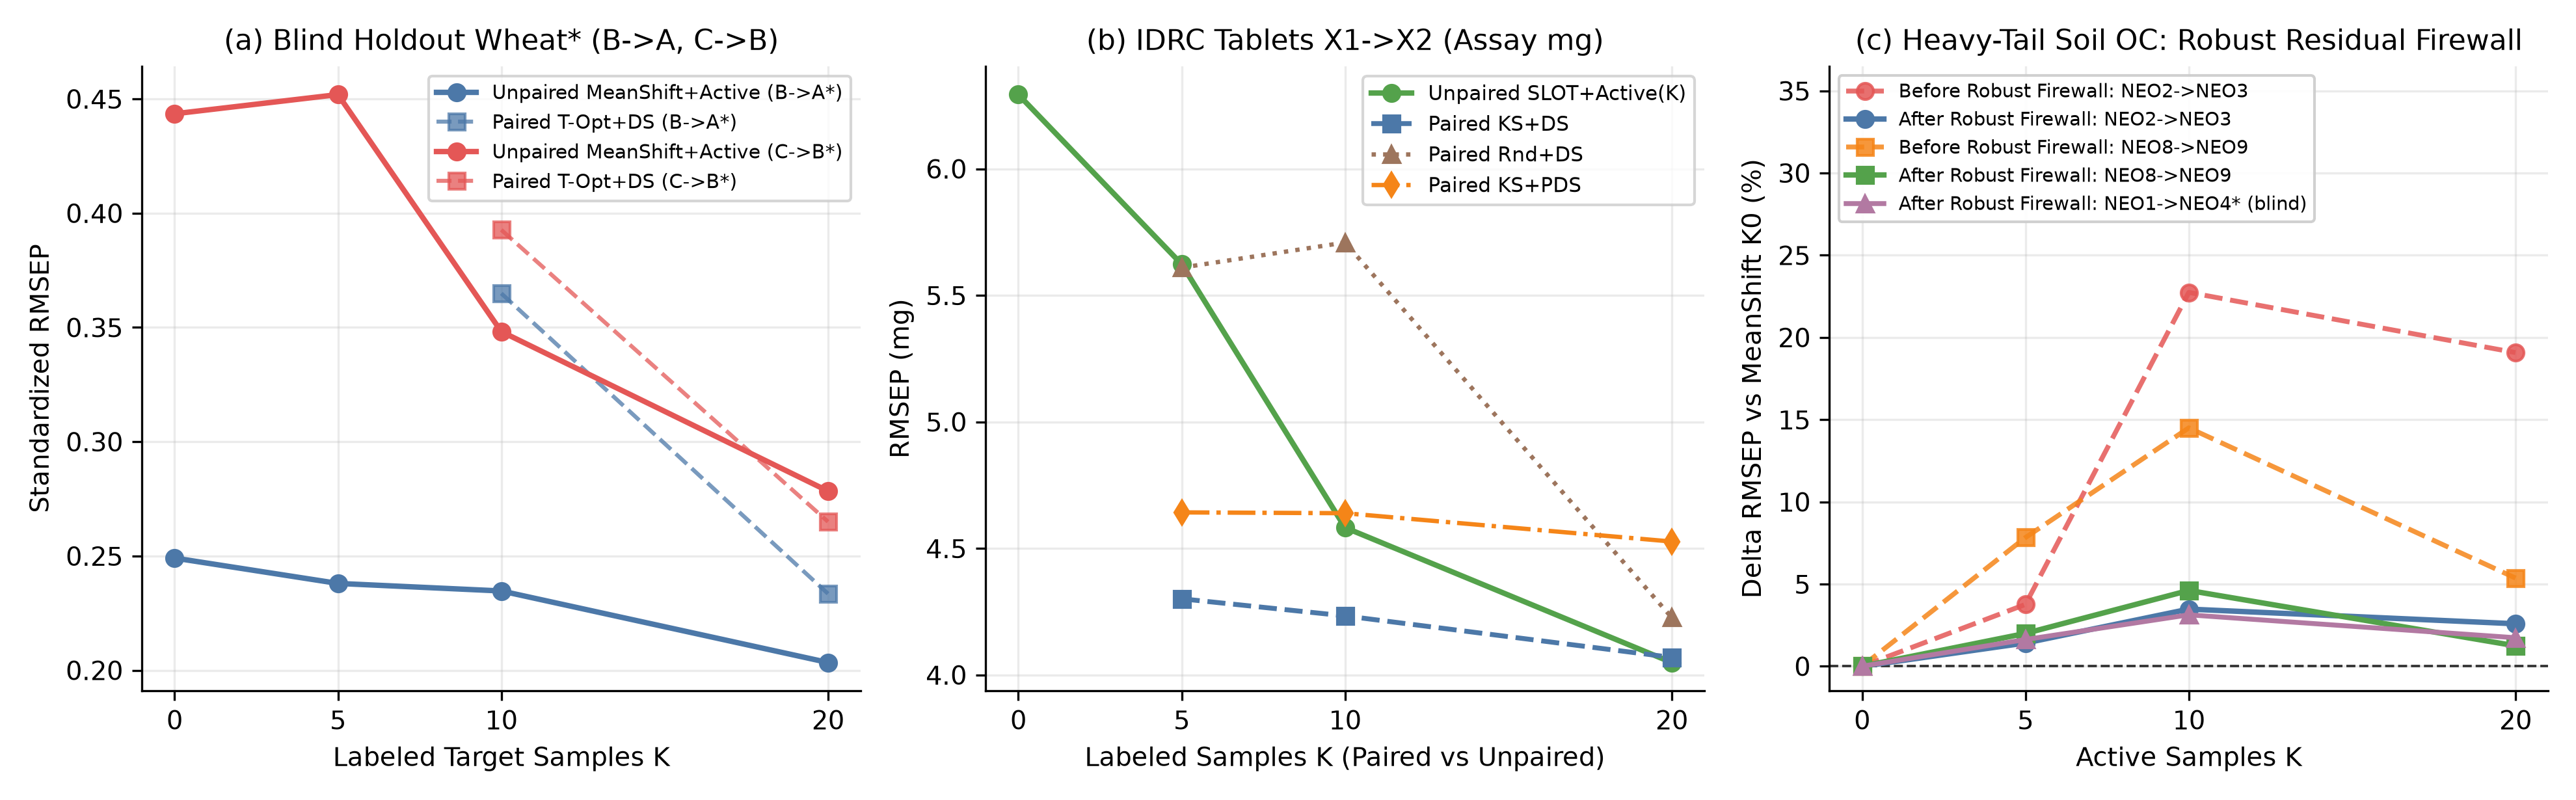 (a) Blind Holdout Wheat* (B->A, C->B)
Standardized RMSEP
0.45
0.40
0.35
0.30
0.25
0.20
Unpaired MeanShift+Active (B->A*)
Paired T-Opt+DS (B->A*)
Unpaired MeanShift+Active (C->B*)
Paired T-Opt+DS (C->B*)
0 5 10 20
Labeled Target Samples K
(b) IDRC Tablets X1->X2 (Assay mg)
RMSEP (mg)
6.0
5.5
5.0
4.5
4.0
Unpaired SLOT+Active(K)
Paired KS+DS
Paired Rnd+DS
Paired KS+PDS
0 5 10 20
Labeled Samples K (Paired vs Unpaired)
(c) Heavy-Tail Soil OC: Robust Residual Firewall
Delta RMSEP vs MeanShift K0 (%)
35
30
25
20
15
10
5
0
Before Robust Firewall: NEO2->NEO3
After Robust Firewall: NEO2->NEO3
Before Robust Firewall: NEO8->NEO9
After Robust Firewall: NEO8->NEO9
After Robust Firewall: NEO1->NEO4* (blind)
0 5 10 20
Active Samples K